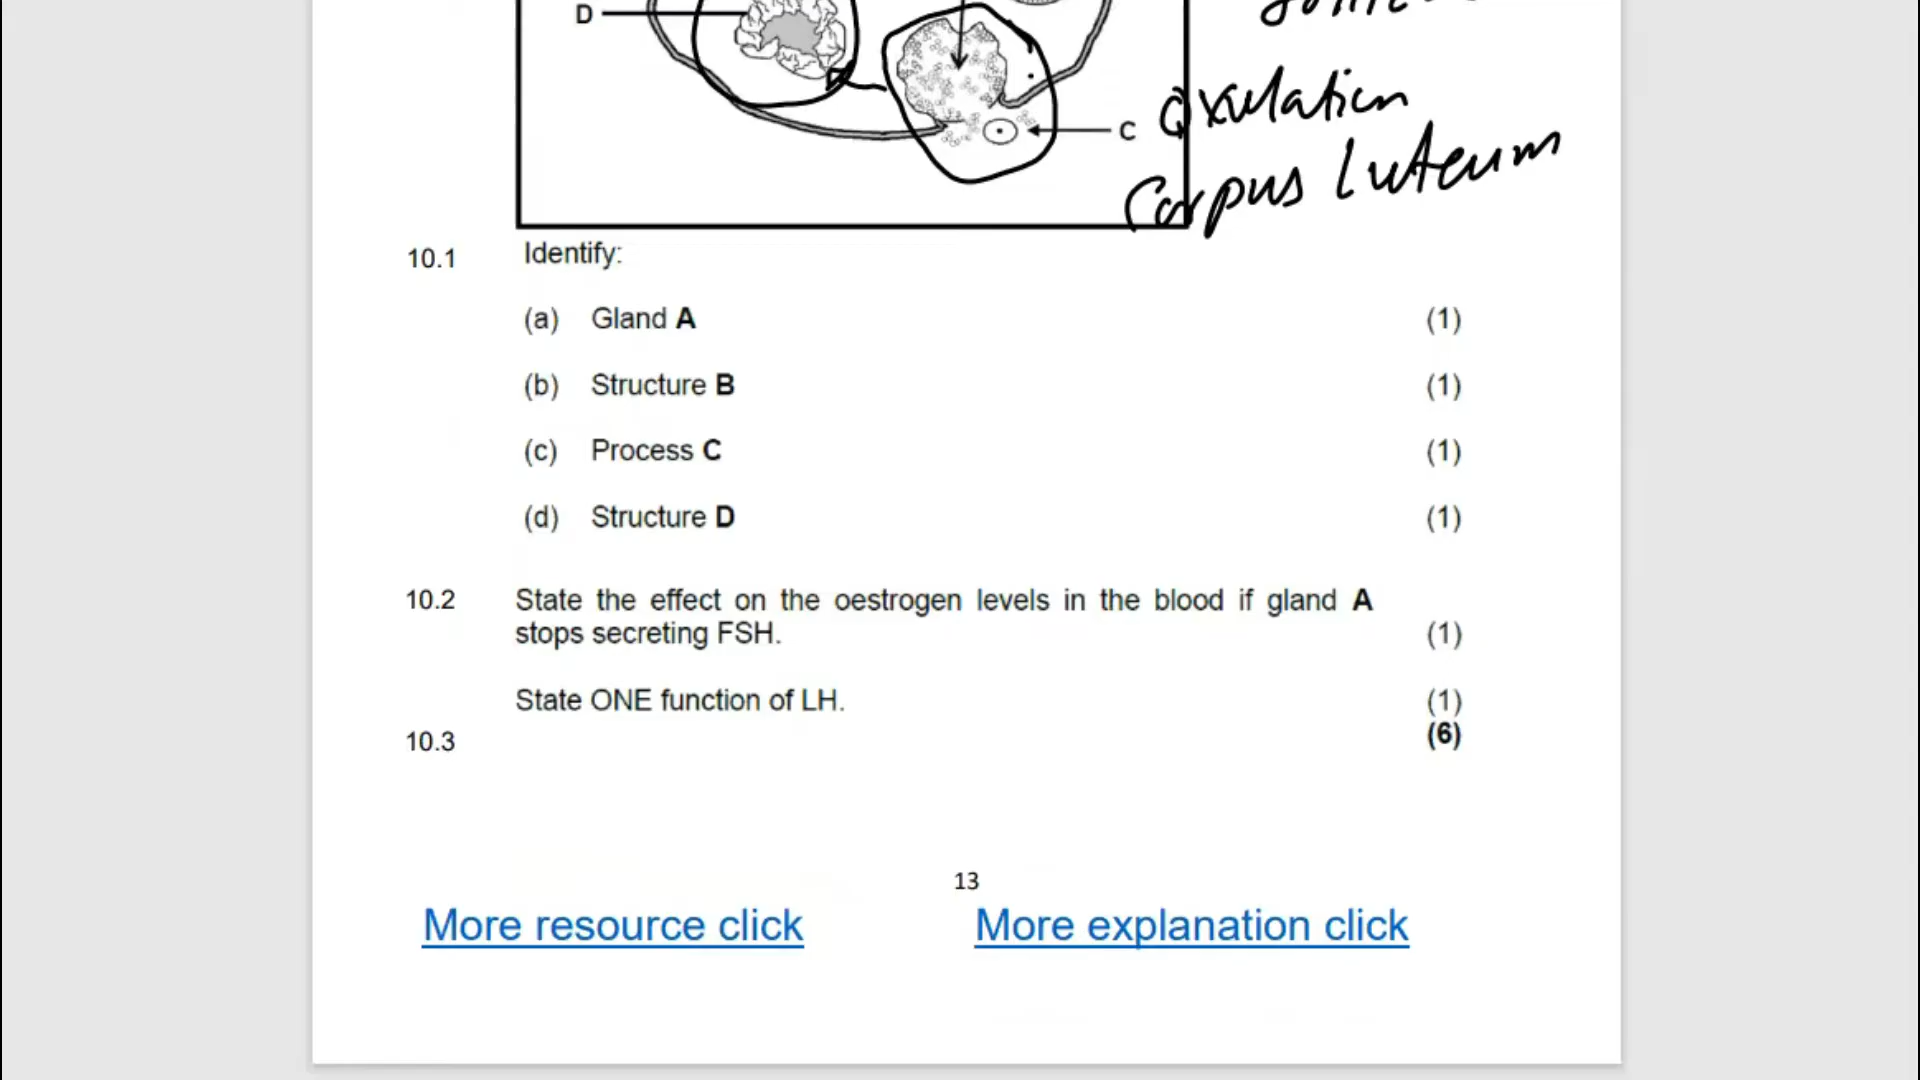 D
C
Oxulation
Corpus luteum
10.1 Identify:
(a) Gland A (1)
(b) Structure B (1)
(c) Process C (1)
(d) Structure D (1)
10.2 State the effect on the oestrogen levels in the blood if gland A
stops secreting FSH. (1)
State ONE function of LH. (1)
10.3 (6)
13
More resource click More explanation click